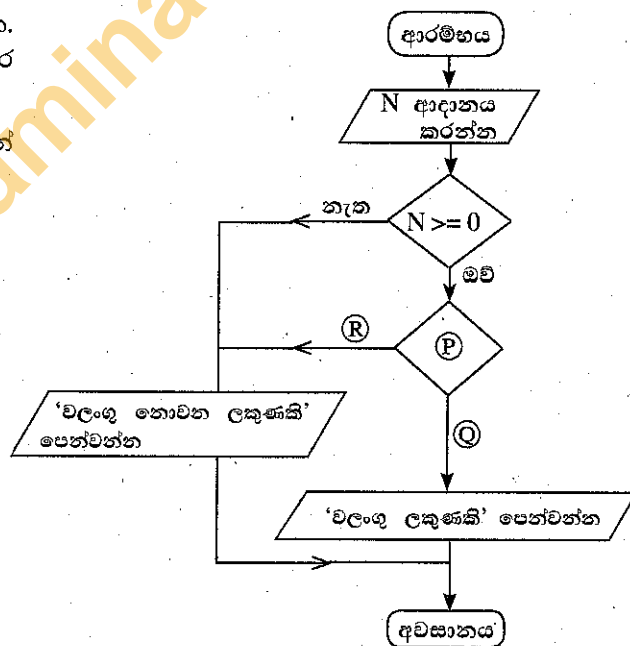 ආරම්භය
N ආදානය
කරන්න
N >= 0
නැත
ඔව්
R
P
'වලංගු නොවන ලකුණකි'
පෙන්වන්න
Q
'වලංගු ලකුණකි' පෙන්වන්න
අවසානය